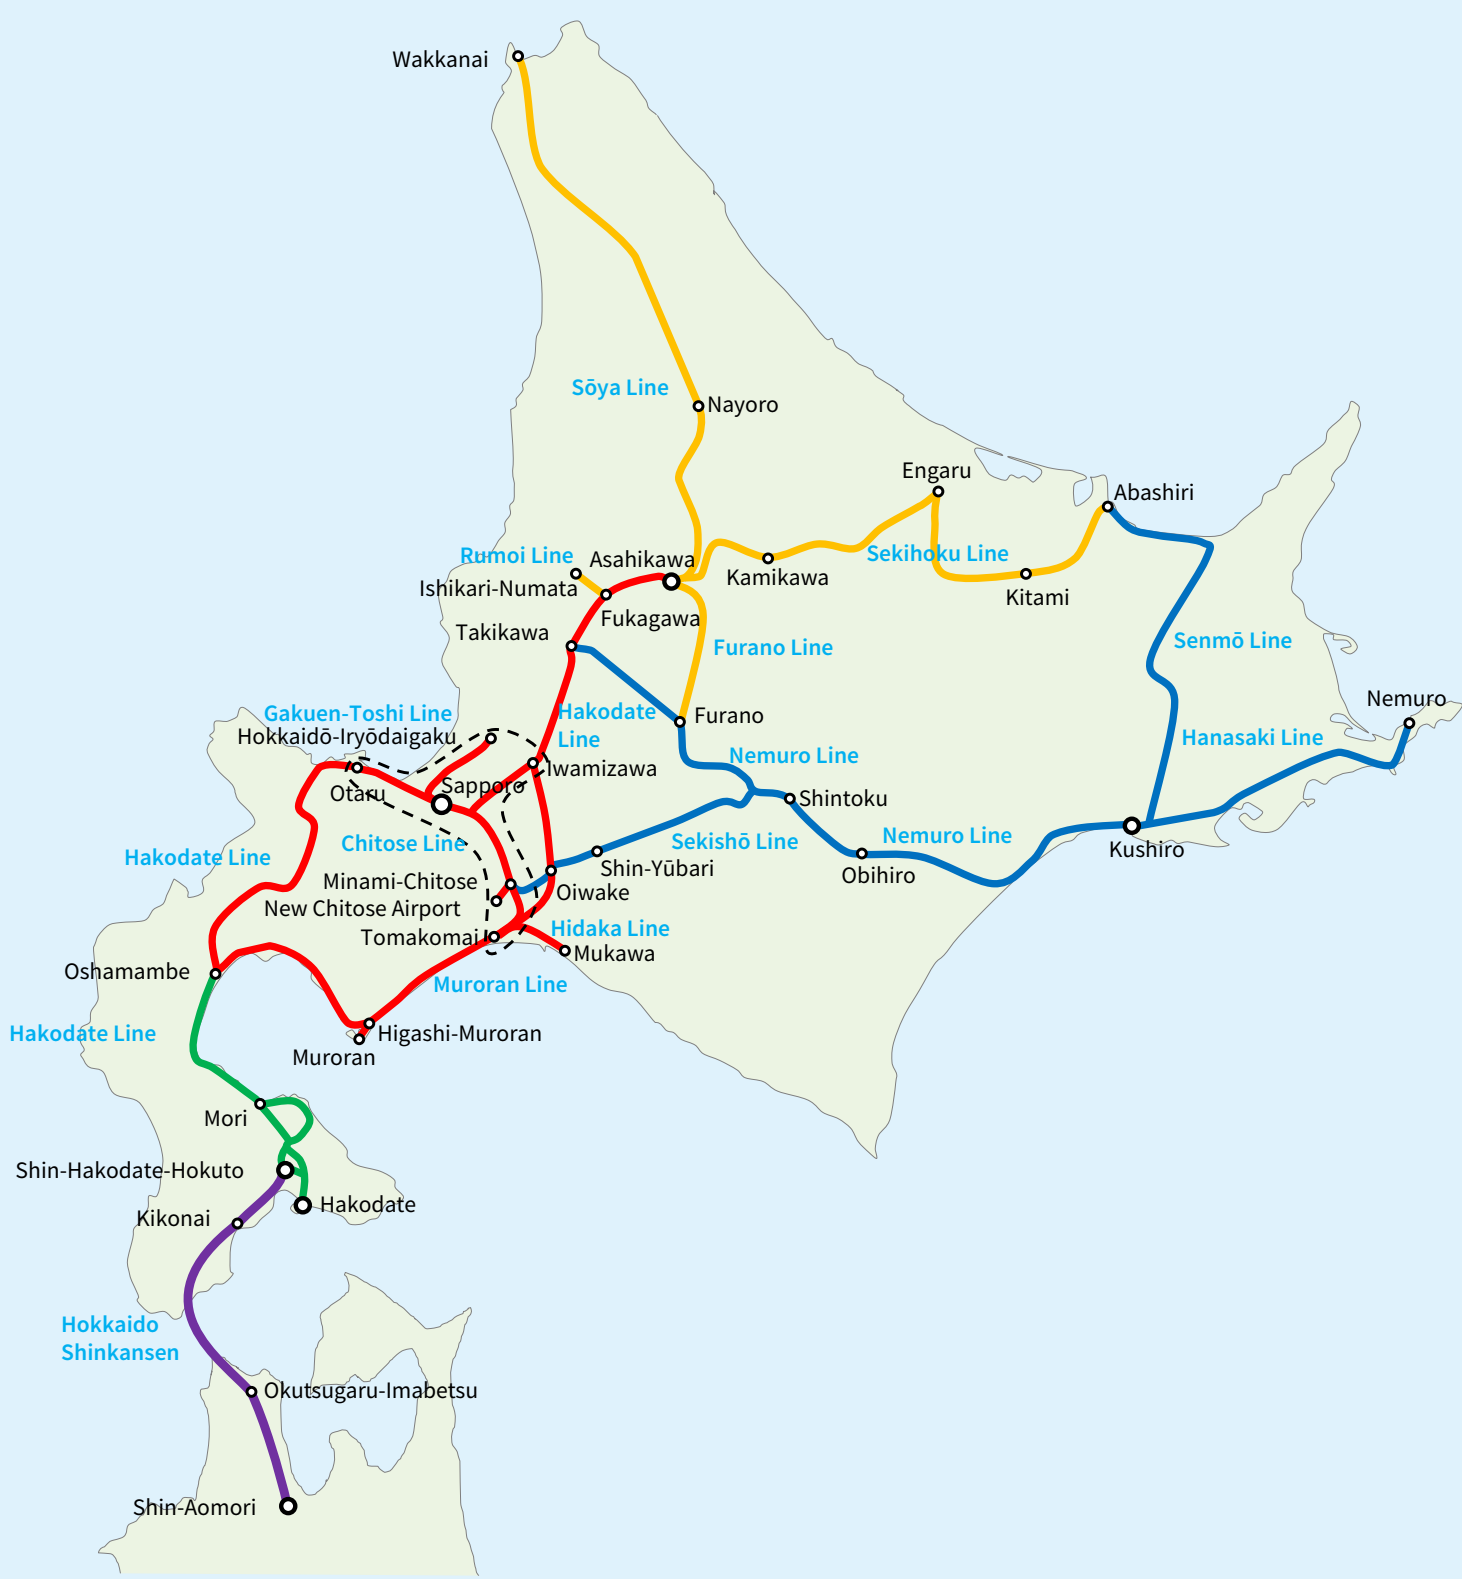 Wakkanai
Sōya Line
Nayoro
Engaru
Abashiri
Rumoi Line
Asahikawa
Sekihoku Line
Kamikawa
Ishikari-Numata
Kitami
Fukagawa
Takikawa
Furano Line
Senmō Line
Nemuro
Gakuen-Toshi Line
Hakodate
Line
Furano
Hokkaidō-Iryōdaigaku
Hanasaki Line
Nemuro Line
Iwamizawa
Sapporo
Otaru
Shintoku
Chitose Line
Sekishō Line
Nemuro Line
Kushiro
Hakodate Line
Shin-Yūbari
Obihiro
Minami-Chitose
Oiwake
New Chitose Airport
Hidaka Line
Tomakomai
Mukawa
Oshamambe
Muroran Line
Hakodate Line
Higashi-Muroran
Muroran
Mori
Shin-Hakodate-Hokuto
Hakodate
Kikonai
Hokkaido
Shinkansen
Okutsugaru-Imabetsu
Shin-Aomori